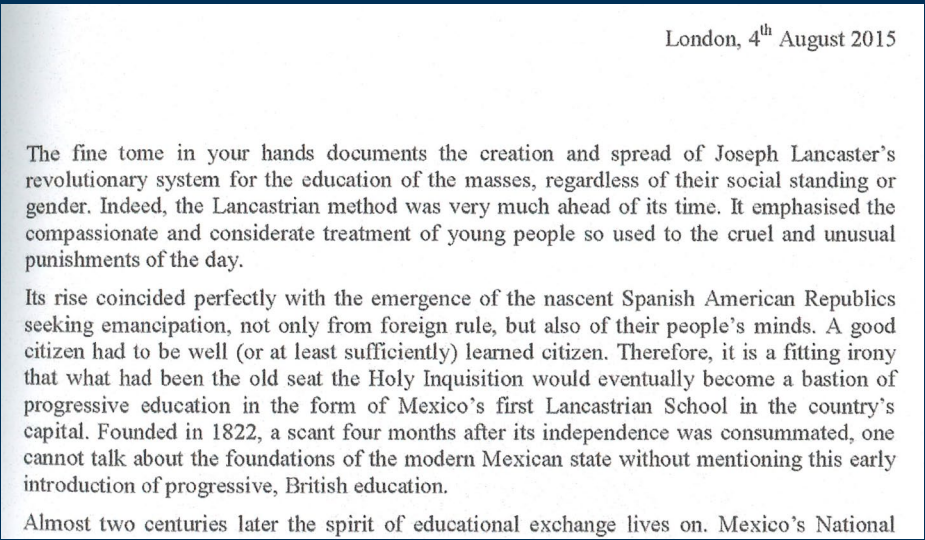 London, 4th August 2015
The fine tome in your hands documents the creation and spread of Joseph Lancaster's
revolutionary system for the education of the masses, regardless of their social standing or
gender. Indeed, the Lancastrian method was very much ahead of its time. It emphasised the
compassionate and considerate treatment of young people so used to the cruel and unusual
punishments of the day.
Its rise coincided perfectly with the emergence of the nascent Spanish American Republics
seeking emancipation, not only from foreign rule, but also of their people's minds. A good
citizen had to be well (or at least sufficiently) learned citizen. Therefore, it is a fitting irony
that what had been the old seat the Holy Inquisition would eventually become a bastion of
progressive education in the form of Mexico's first Lancastrian School in the country's
capital. Founded in 1822, a scant four months after its independence was consummated, one
cannot talk about the foundations of the modern Mexican state without mentioning this early
introduction of progressive, British education.
Almost two centuries later the spirit of educational exchange lives on. Mexico's National